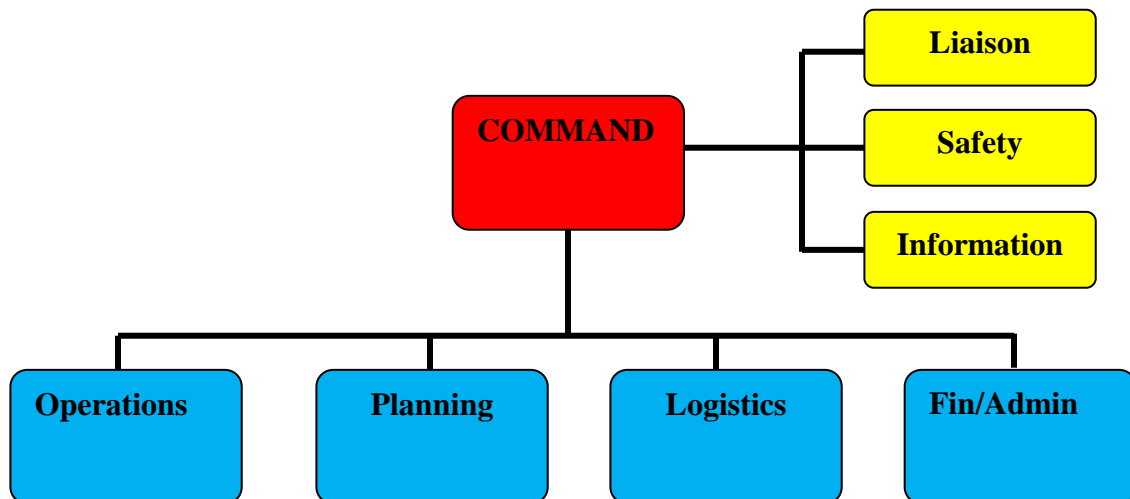 Liaison
COMMAND
Safety
Information
Operations
Planning
Logistics
Fin/Admin